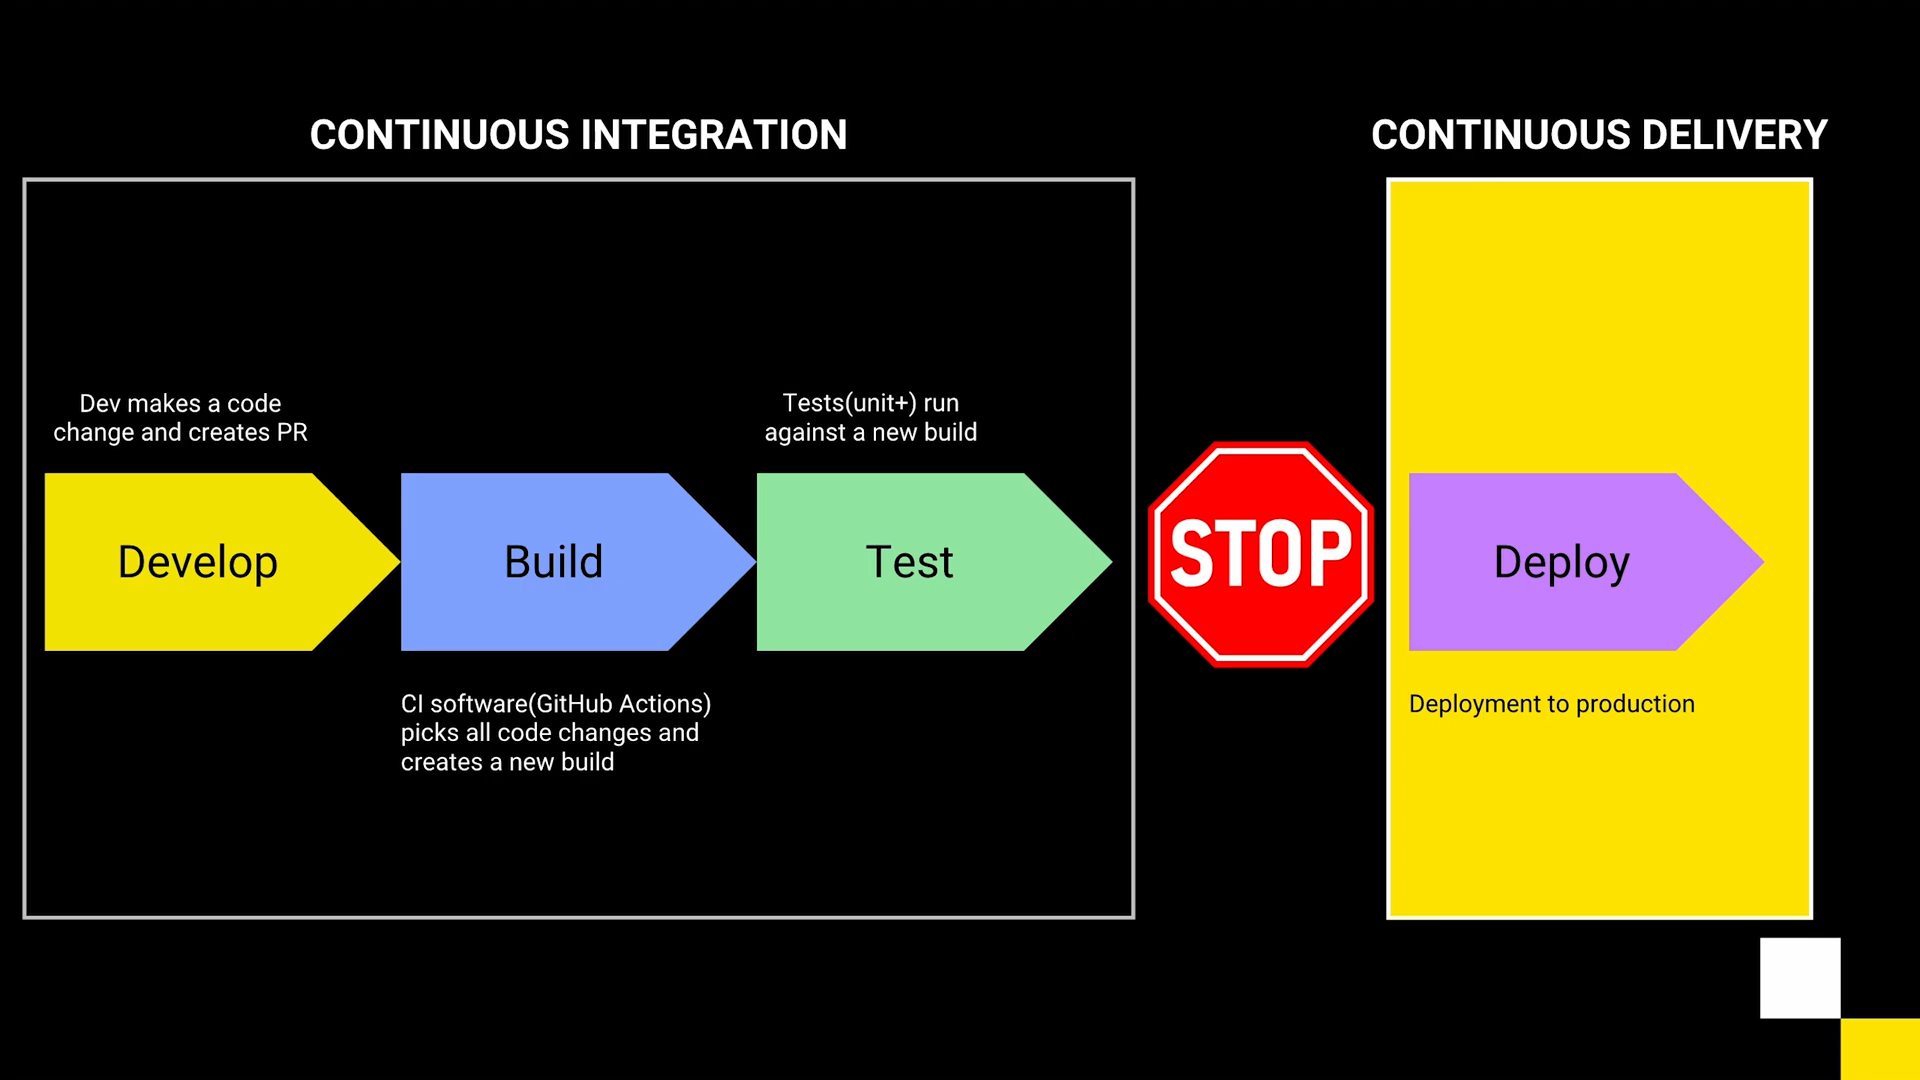 CONTINUOUS INTEGRATION
CONTINUOUS DELIVERY
Dev makes a code
change and creates PR
Tests(unit+) run
against a new build
Develop
Build
Test
STOP
Deploy
CI software(GitHub Actions)
picks all code changes and
creates a new build
Deployment to production